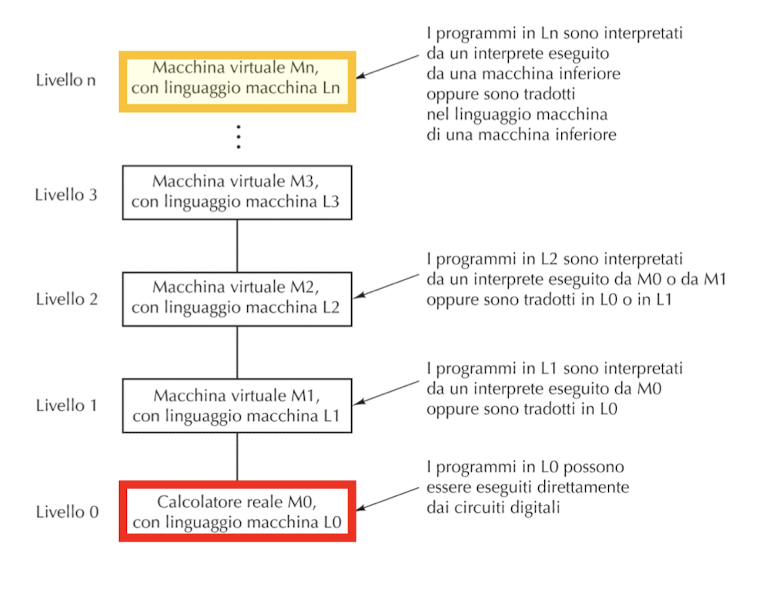 I programmi in Ln sono interpretati
da un interprete eseguito
da una macchina inferiore
oppure sono tradotti
nel linguaggio macchina
di una macchina inferiore
Livello n
Macchina virtuale Mn,
con linguaggio macchina Ln
Livello 3
Macchina virtuale M3,
con linguaggio macchina L3
I programmi in L2 sono interpretati
da un interprete eseguito da M0 o da M1
oppure sono tradotti in L0 o in L1
Livello 2
Macchina virtuale M2,
con linguaggio macchina L2
I programmi in L1 sono interpretati
da un interprete eseguito da M0
oppure sono tradotti in L0
Livello 1
Macchina virtuale M1,
con linguaggio macchina L1
I programmi in L0 possono
essere eseguiti direttamente
dai circuiti digitali
Livello 0
Calcolatore reale M0,
con linguaggio macchina L0